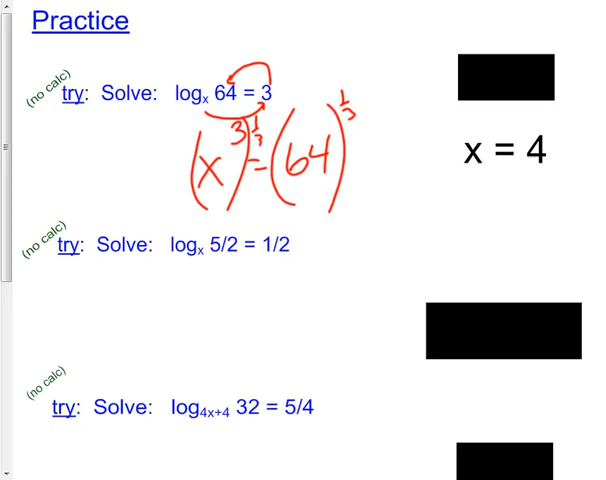 Practice
(no calc)
try: Solve: logₓ 64 = 3
(x³)^1/3 = (64)^1/3
x = 4
(no calc)
try: Solve: logₓ 5/2 = 1/2
(no calc)
try: Solve: log₄ₓ₊₄ 32 = 5/4